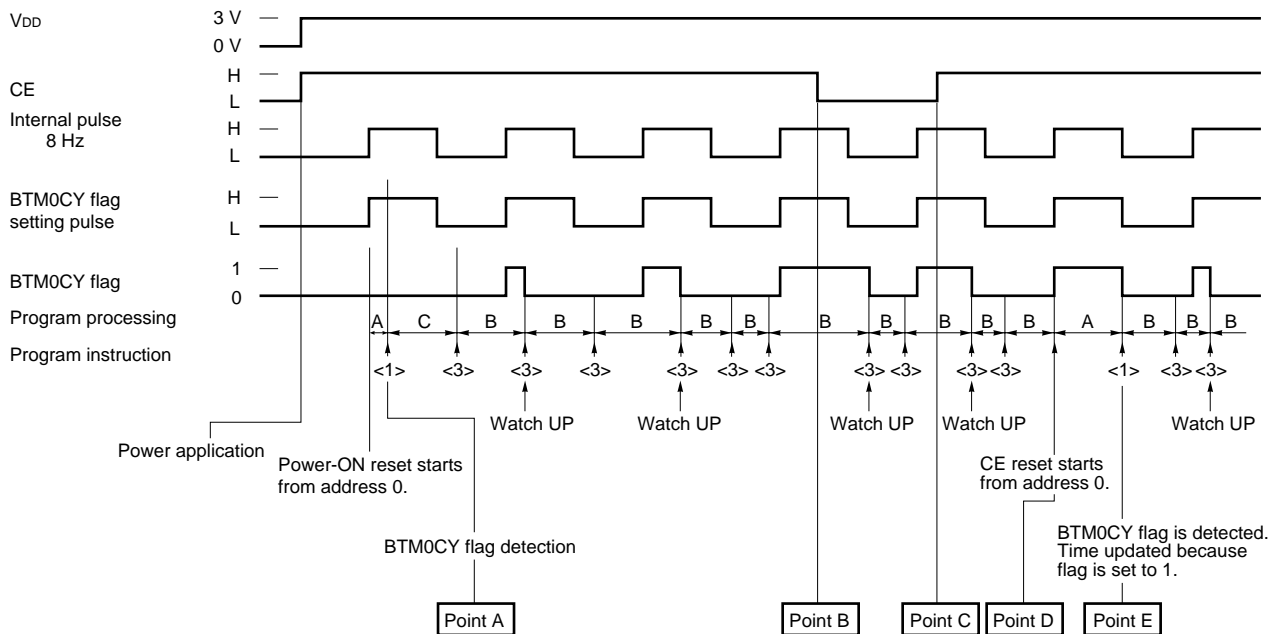 VDD
3 V
0 V
CE
H
L
Internal pulse
8 Hz
H
L
BTM0CY flag
setting pulse
H
L
BTM0CY flag
1
0
Program processing
A C B B B B B B B B B B A B B B
Program instruction
<1> <3> <3> <3> <3> <3> <3> <3> <3> <3> <3> <1> <3> <3>
Watch UP Watch UP Watch UP Watch UP Watch UP
Power application
Power-ON reset starts
from address 0.
CE reset starts
from address 0.
BTM0CY flag detection
BTM0CY flag is detected.
Time updated because
flag is set to 1.
Point A Point B Point C Point D Point E